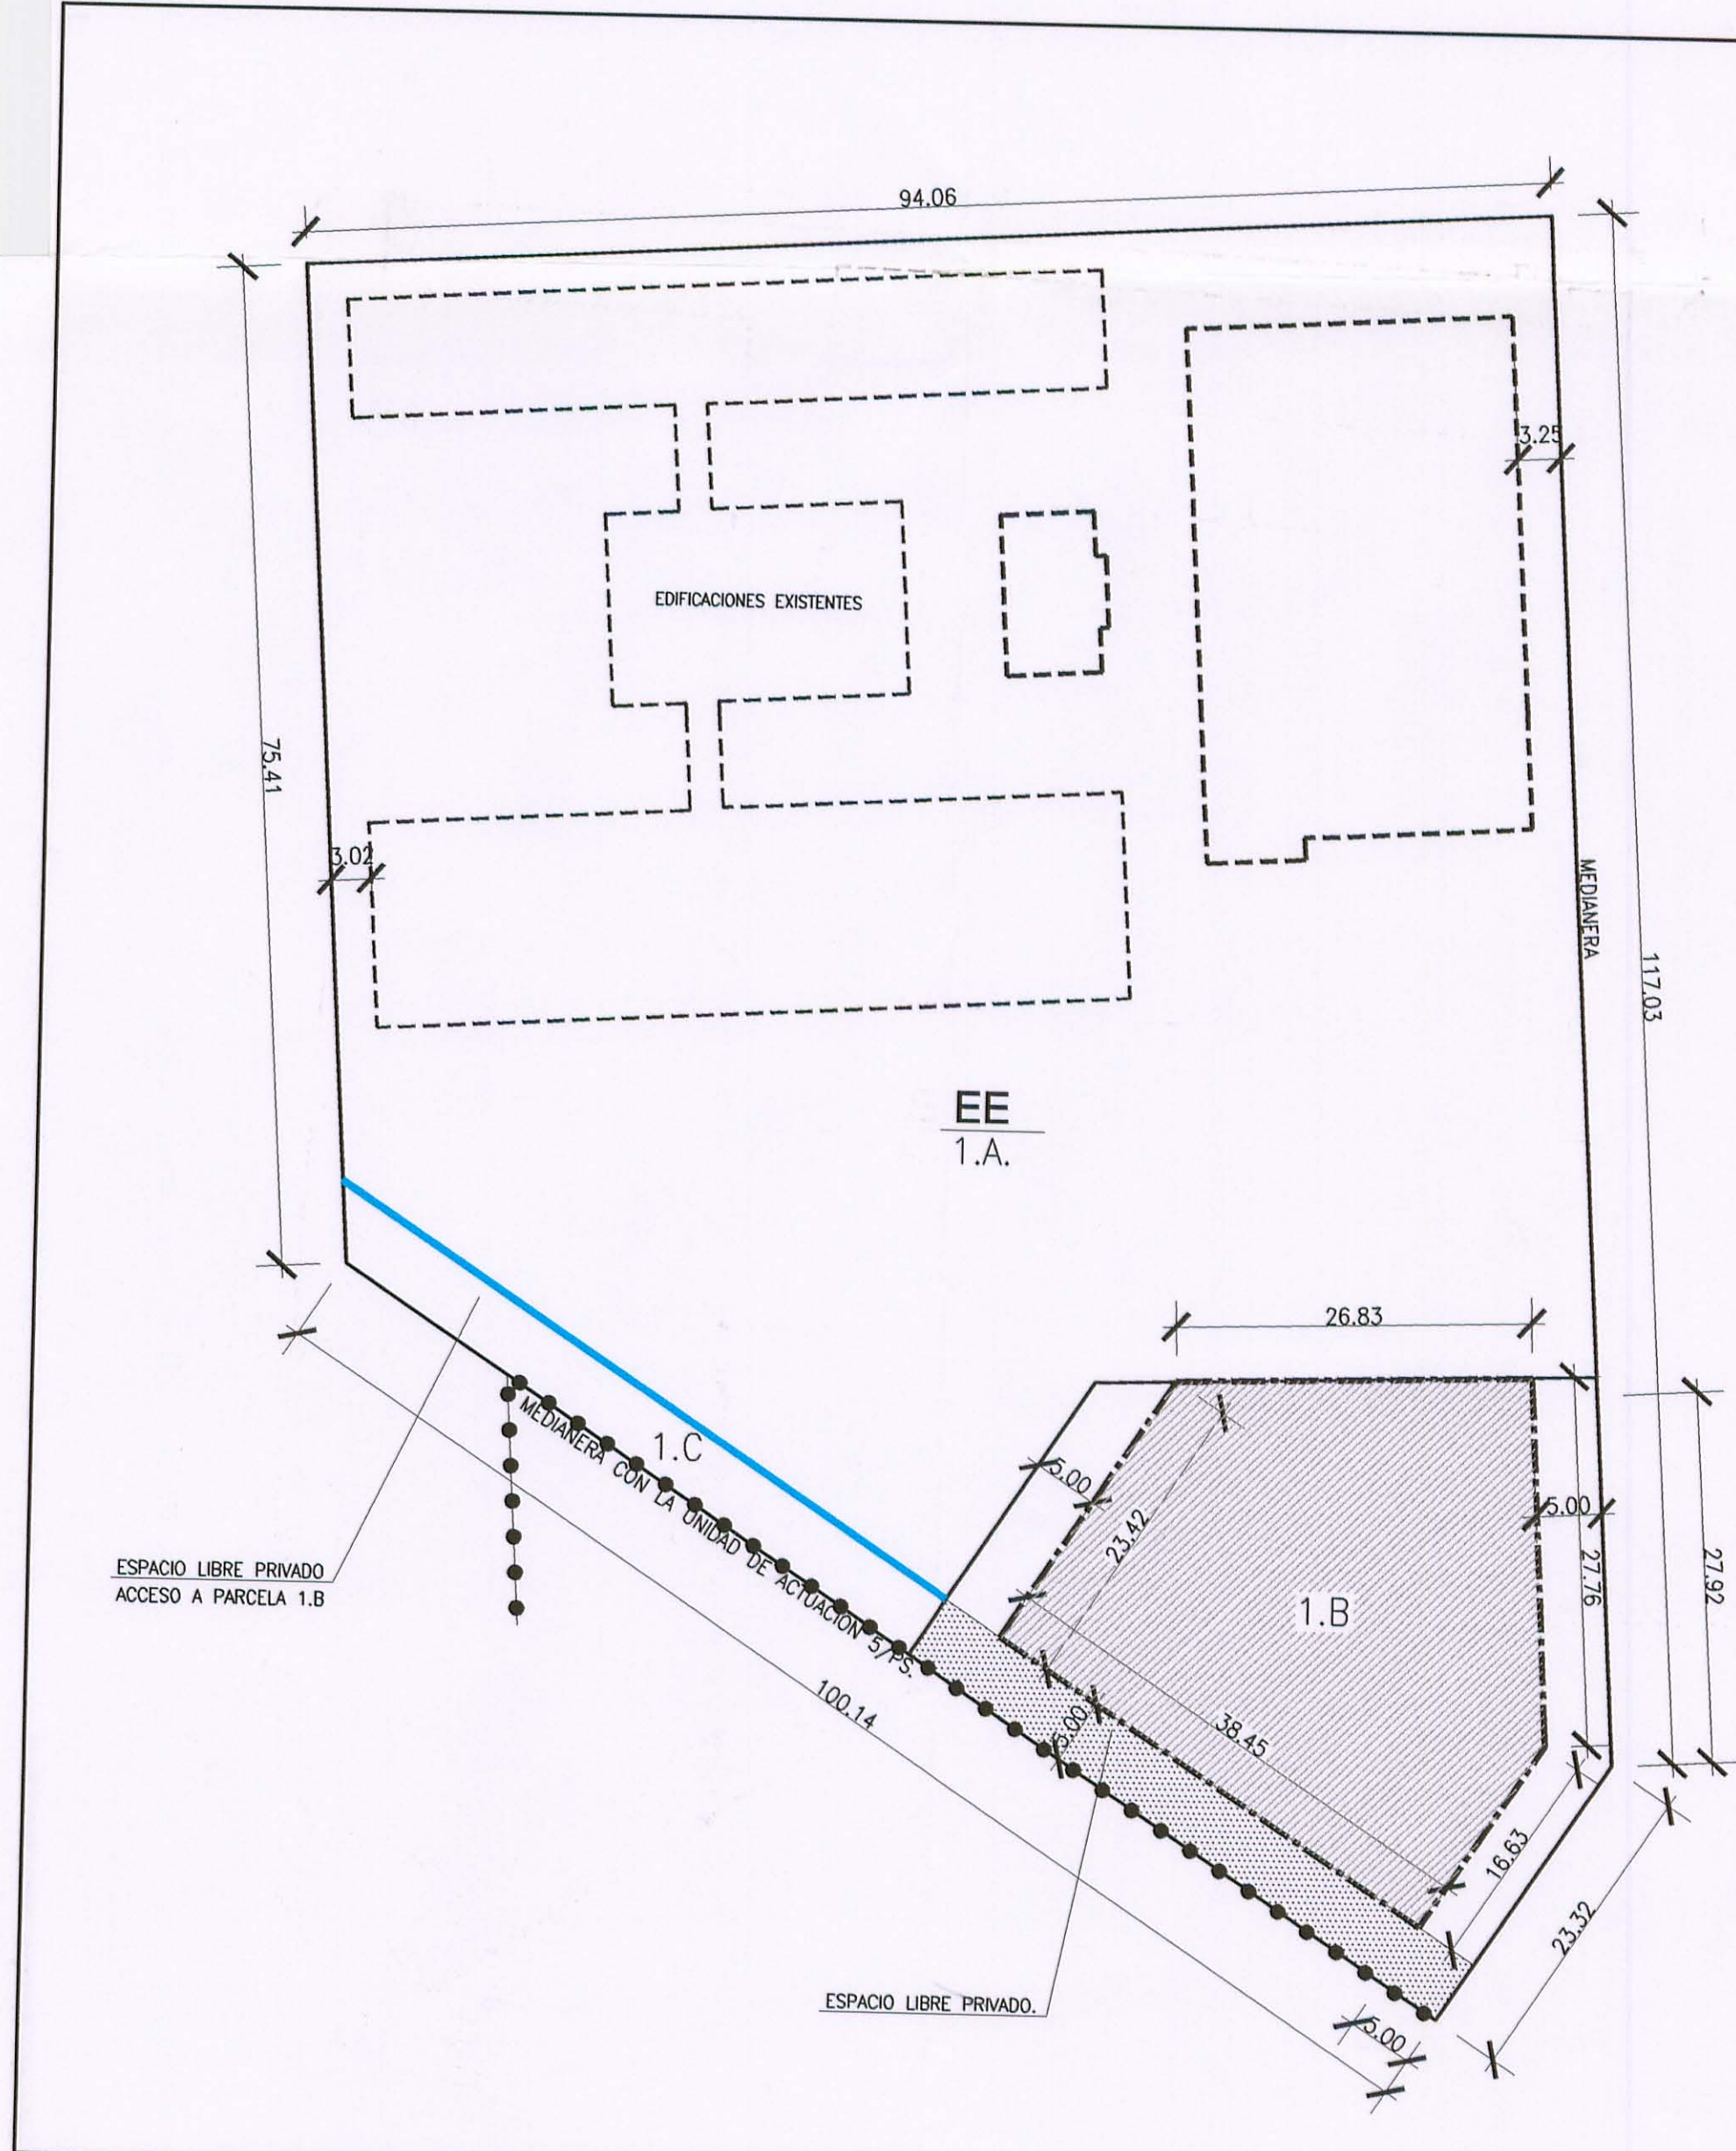 94.06
3.25
EDIFICACIONES EXISTENTES
75.41
3.02
MEDIANERA
117.03
EE
1.A.
26.83
1.C
MEDIANERA CON LA UNIDAD DE ACTUACION 5/PS.
5.00
23.42
5.00
27.76
27.92
ESPACIO LIBRE PRIVADO
ACCESO A PARCELA 1.B
1.B
100.14
5.00
38.45
16.63
23.32
ESPACIO LIBRE PRIVADO.
5.00